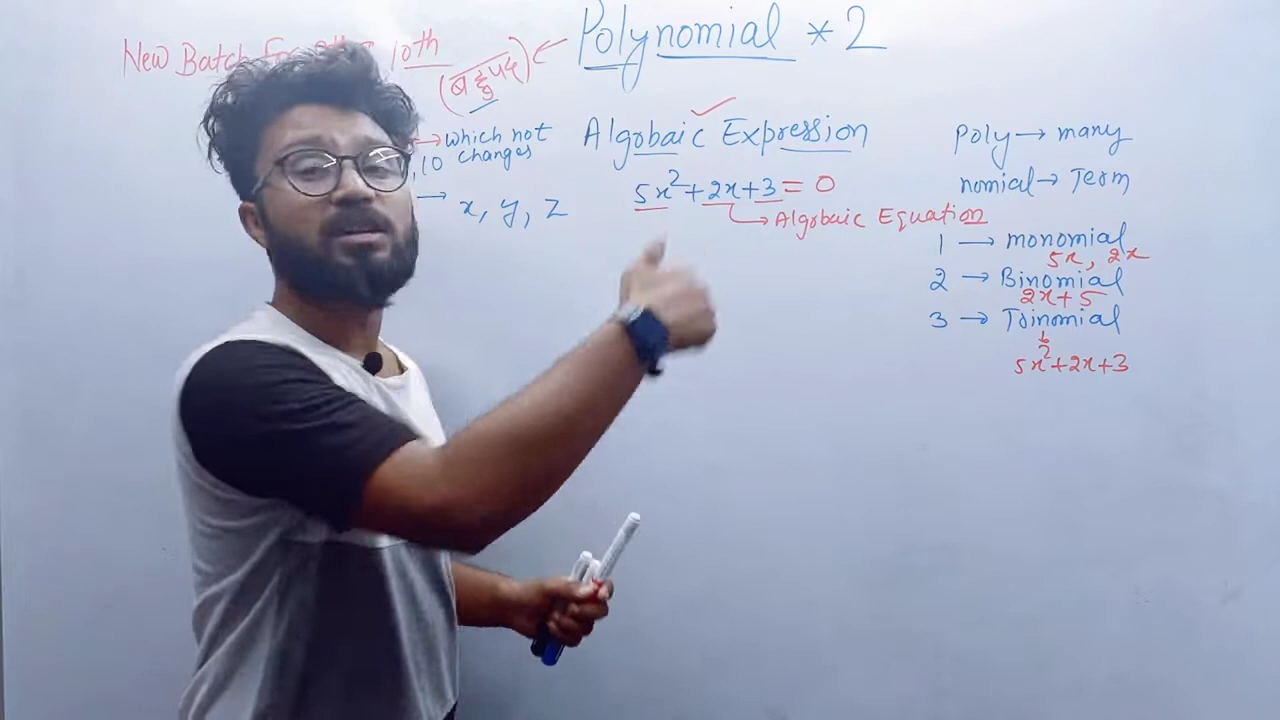 Polynomial * 2
New Batch For 10th
(बहुपद) ←
→ which not
,10 changes
→ x, y, z
Algobaic Expression
5x²+2x+3=0
→ Algobaic Equation
Poly → many
nomial → Term
1 → monomial
5x, 2x
2 → Binomial
2x+5
3 → Trinomial
5x²+2x+3